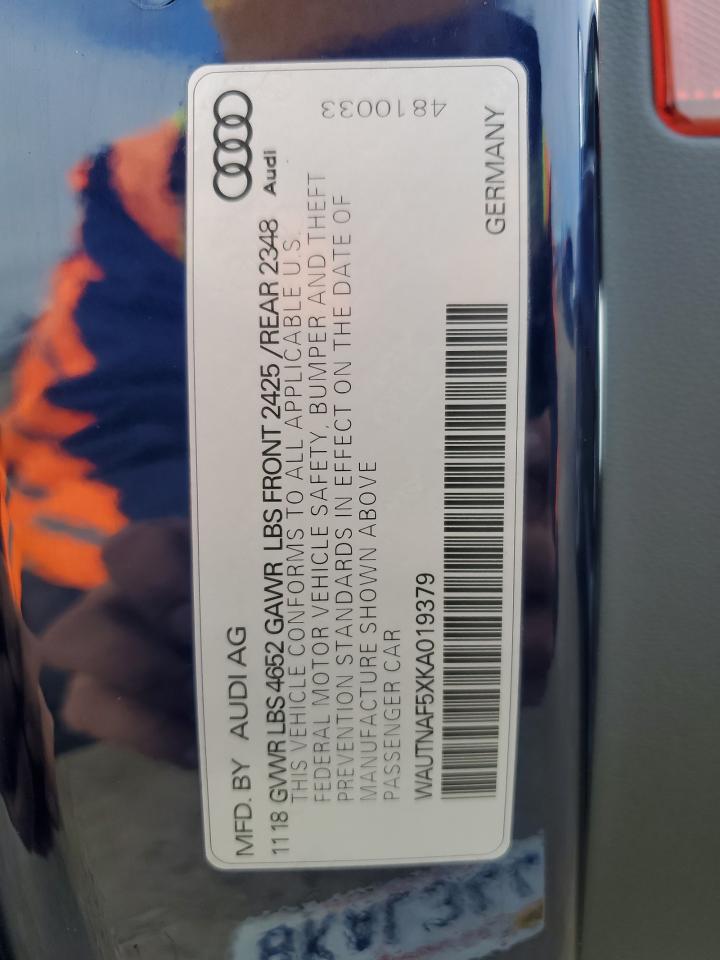 MFD. BY AUDI AG
Audi
1118 GVWR LBS 4652 GAWR LBS FRONT 2425 /REAR 2348
THIS VEHICLE CONFORMS TO ALL APPLICABLE U.S.
FEDERAL MOTOR VEHICLE SAFETY, BUMPER AND THEFT
PREVENTION STANDARDS IN EFFECT ON THE DATE OF
MANUFACTURE SHOWN ABOVE
PASSENGER CAR
4810033
WAUTNAF5XKA019379
GERMANY